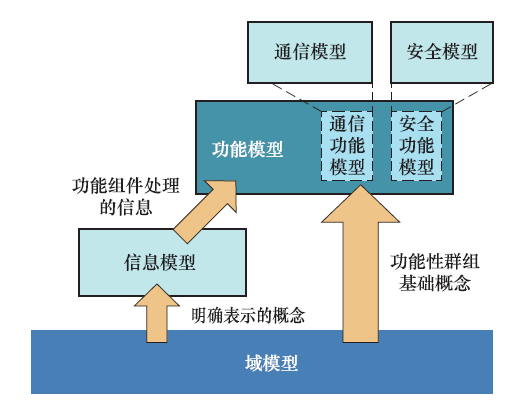 通信模型
安全模型
通信
功能
模型
安全
功能
模型
功能模型
功能组件处理
的信息
信息模型
功能性群组
基础概念
明确表示的概念
域模型